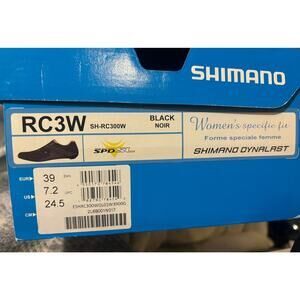 SHIMANO
RC3W SH-RC300W BLACK
NOIR
Women's specific fit
Forme speciale femme
SPD-SL
SHIMANO DYNALAST
EUR 39
US 7.2
CM 24.5